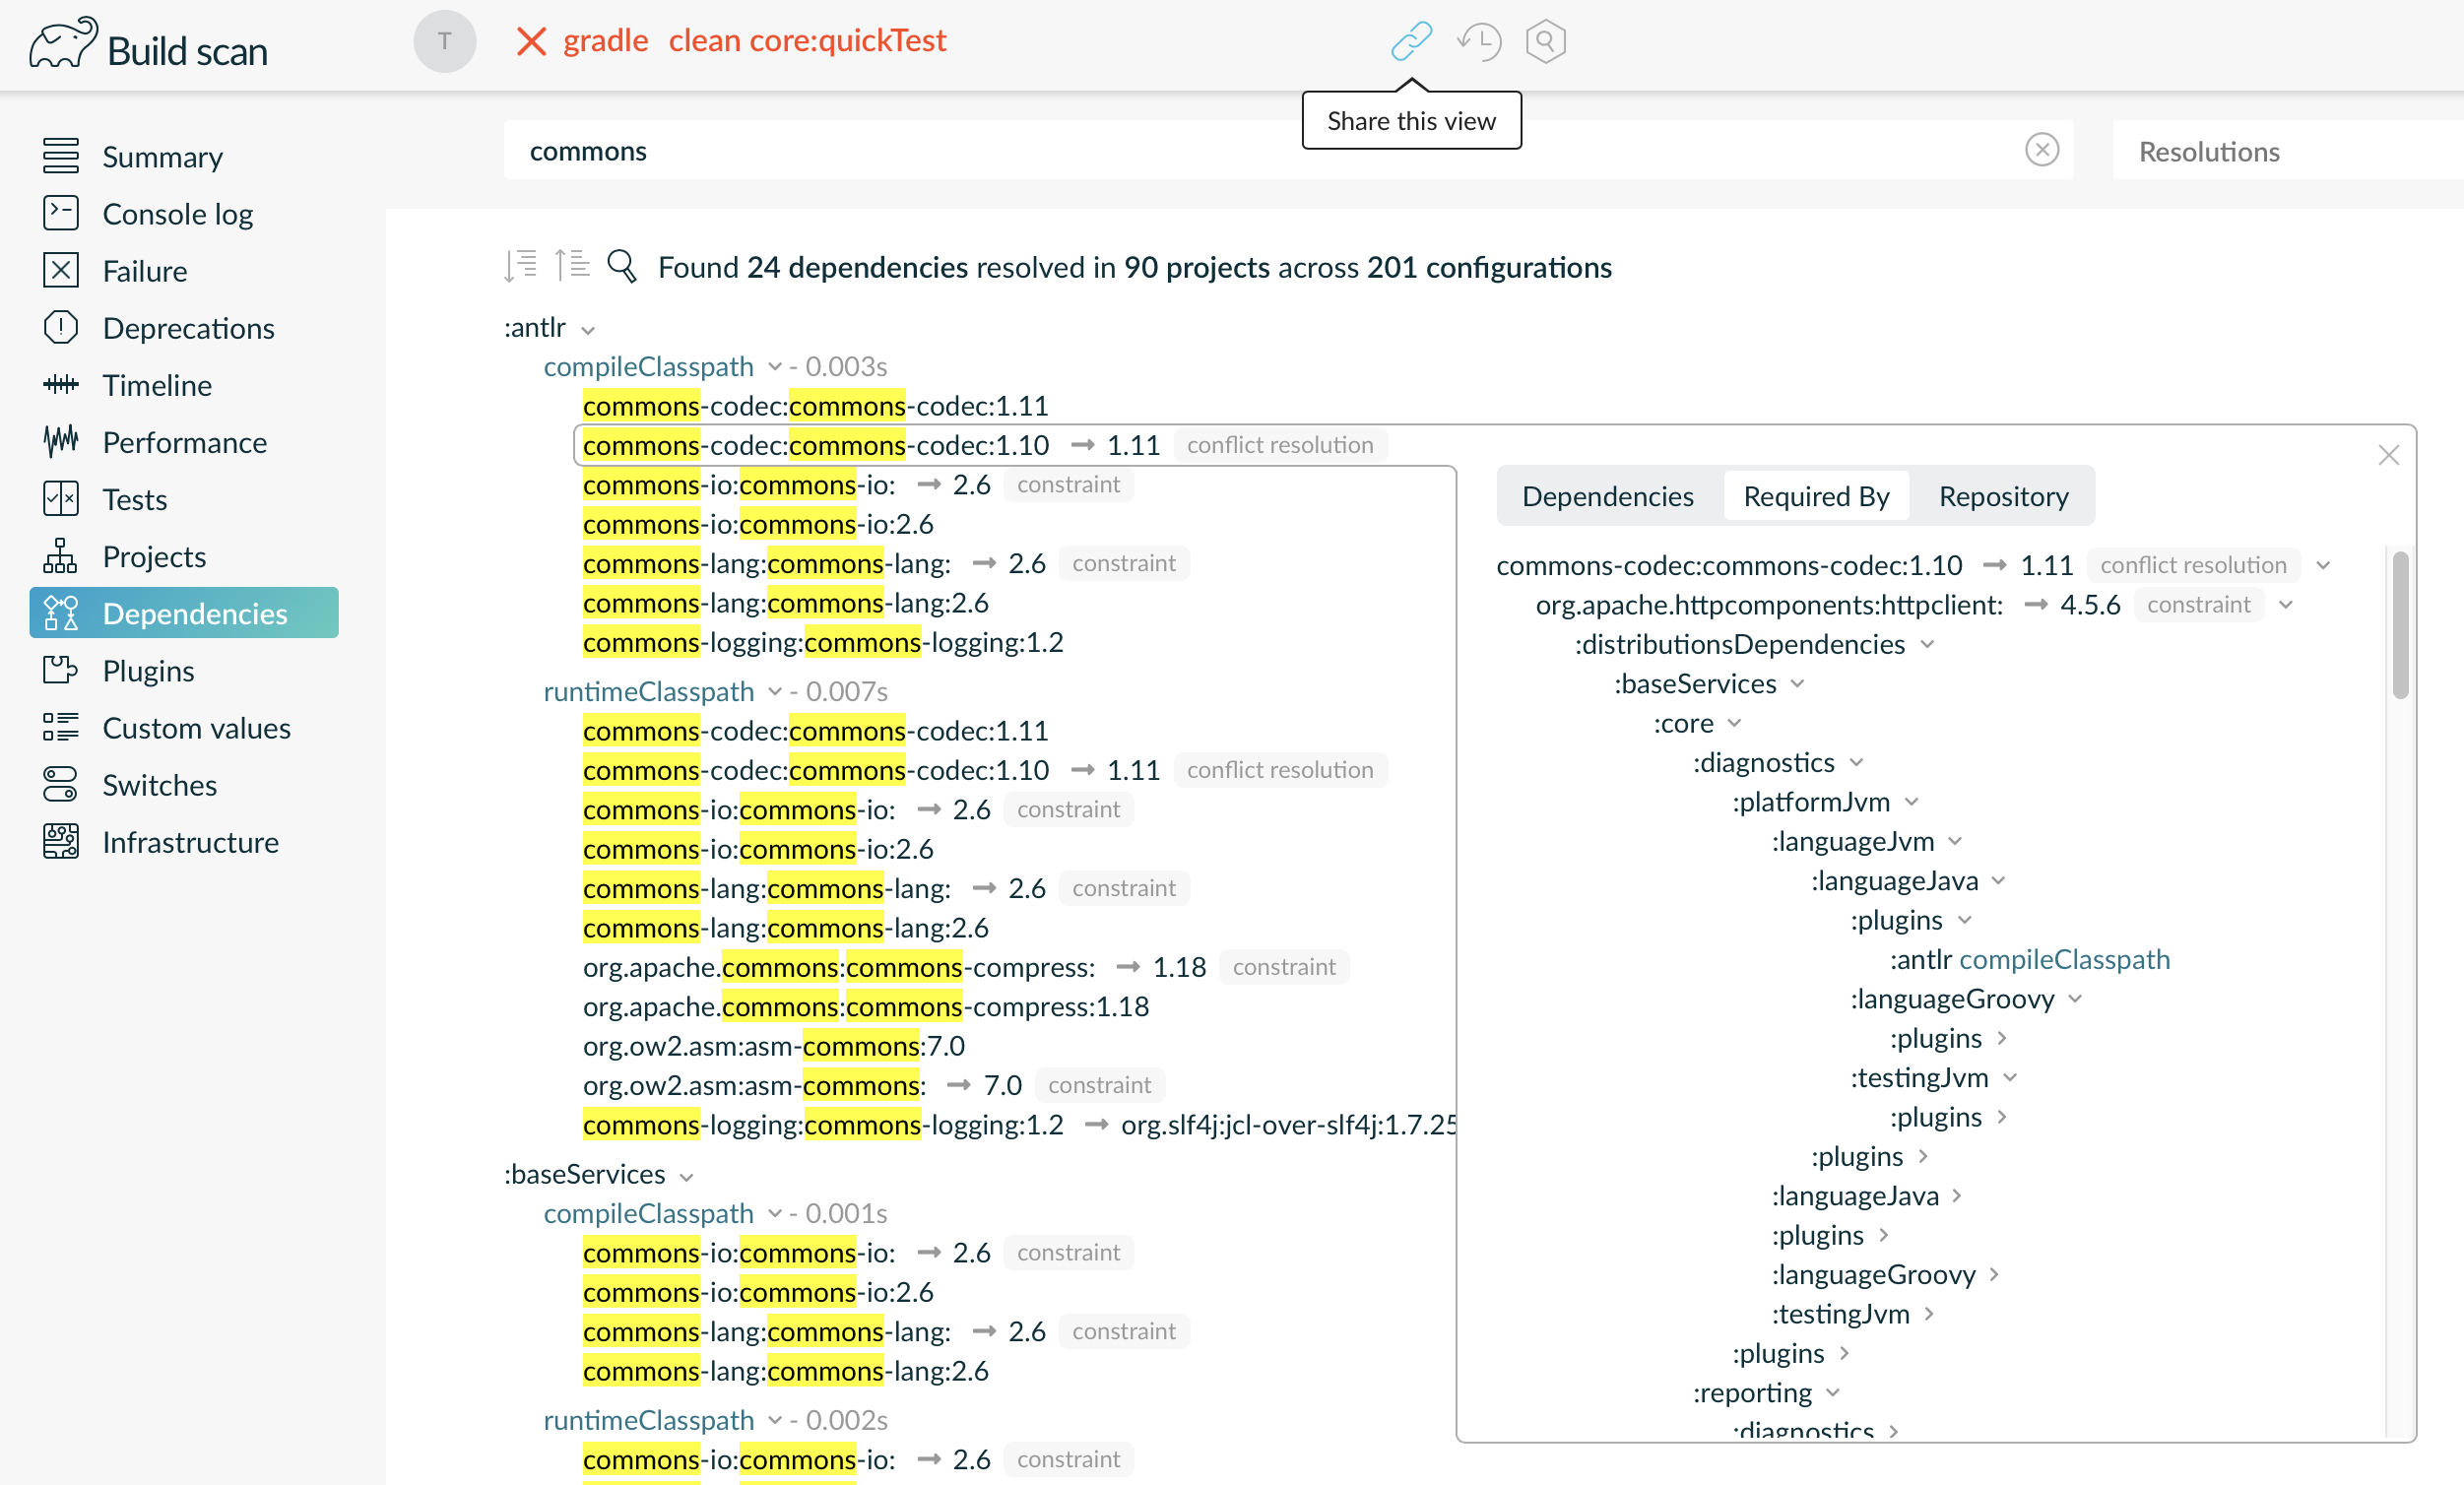 Build scan
T
gradle clean core:quickTest
Share this view
commons
Resolutions
Summary
Console log
Failure
Deprecations
Timeline
Performance
Tests
Projects
Dependencies
Plugins
Custom values
Switches
Infrastructure
Found 24 dependencies resolved in 90 projects across 201 configurations
:antlr
compileClasspath - 0.003s
commons-codec:commons-codec:1.11
commons-codec:commons-codec:1.10 → 1.11 conflict resolution
commons-io:commons-io: → 2.6 constraint
commons-io:commons-io:2.6
commons-lang:commons-lang: → 2.6 constraint
commons-lang:commons-lang:2.6
commons-logging:commons-logging:1.2
runtimeClasspath - 0.007s
commons-codec:commons-codec:1.11
commons-codec:commons-codec:1.10 → 1.11 conflict resolution
commons-io:commons-io: → 2.6 constraint
commons-io:commons-io:2.6
commons-lang:commons-lang: → 2.6 constraint
commons-lang:commons-lang:2.6
org.apache.commons:commons-compress: → 1.18 constraint
org.apache.commons:commons-compress:1.18
org.ow2.asm:asm-commons:7.0
org.ow2.asm:asm-commons: → 7.0 constraint
commons-logging:commons-logging:1.2 → org.slf4j:jcl-over-slf4j:1.7.25
:baseServices
compileClasspath - 0.001s
commons-io:commons-io: → 2.6 constraint
commons-io:commons-io:2.6
commons-lang:commons-lang: → 2.6 constraint
commons-lang:commons-lang:2.6
runtimeClasspath - 0.002s
commons-io:commons-io: → 2.6 constraint
Dependencies Required By Repository
commons-codec:commons-codec:1.10 → 1.11 conflict resolution
org.apache.httpcomponents:httpclient: → 4.5.6 constraint
:distributionsDependencies
:baseServices
:core
:diagnostics
:platformJvm
:languageJvm
:languageJava
:plugins
:antlr compileClasspath
:languageGroovy
:plugins
:testingJvm
:plugins
:plugins
:languageJava
:plugins
:languageGroovy
:testingJvm
:plugins
:reporting
:diagnostics